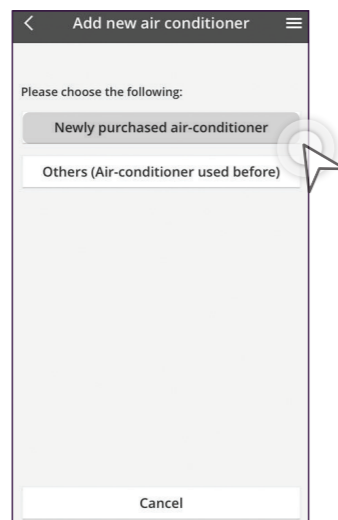 Add new air conditioner
Please choose the following:
Newly purchased air-conditioner
Others (Air-conditioner used before)
Cancel